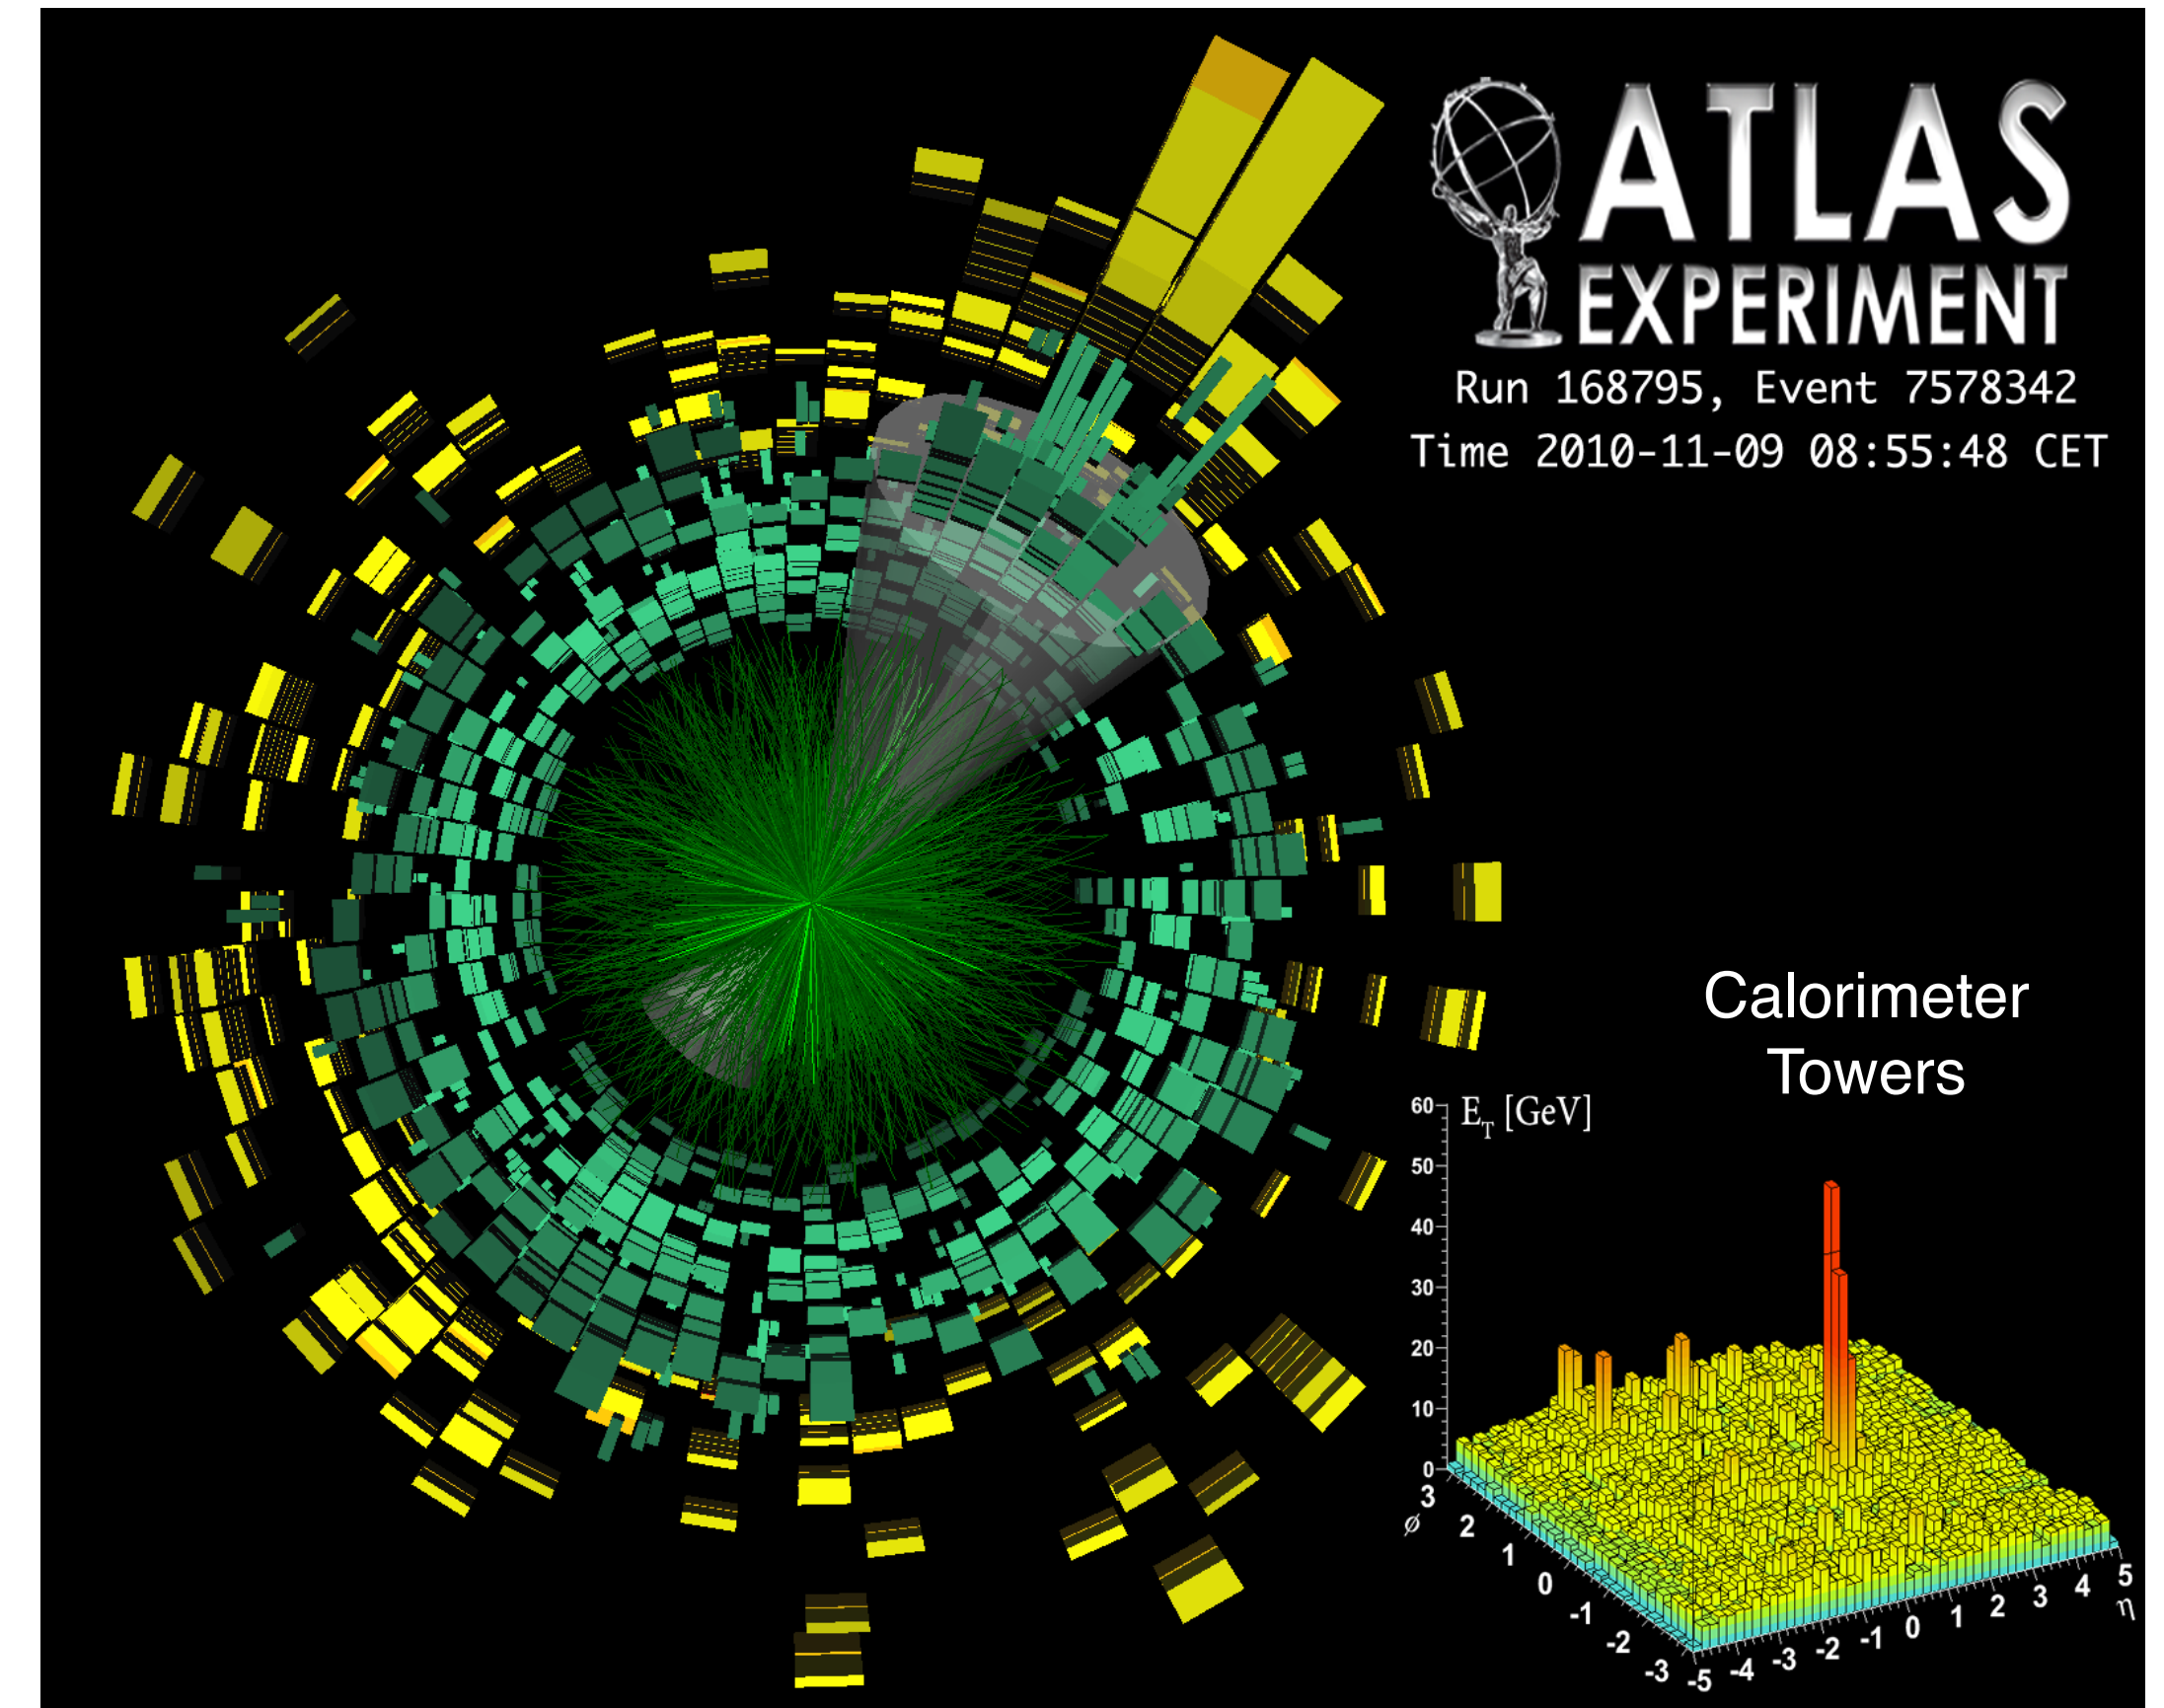 ATLAS
EXPERIMENT
Run 168795, Event 7578342
Time 2010-11-09 08:55:48 CET
Calorimeter
Towers
E_T [GeV]
60
50
40
30
20
10
0
3
2
1
0
-1
-2
-3
ϕ
-5
-4
-3
-2
-1
0
1
2
3
4
5
η